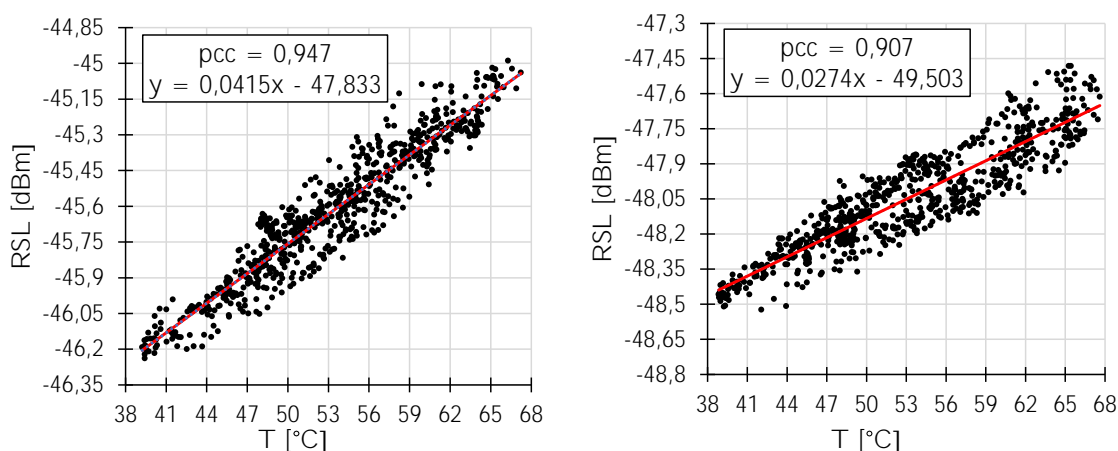 pcc = 0,947
y = 0,0415x - 47,833
RSL [dBm]
-44,85
-45
-45,15
-45,3
-45,45
-45,6
-45,75
-45,9
-46,05
-46,2
-46,35
38 41 44 47 50 53 56 59 62 65 68
T [°C]
pcc = 0,907
y = 0,0274x - 49,503
RSL [dBm]
-47,3
-47,45
-47,6
-47,75
-47,9
-48,05
-48,2
-48,35
-48,5
-48,65
-48,8
38 41 44 47 50 53 56 59 62 65 68
T [°C]